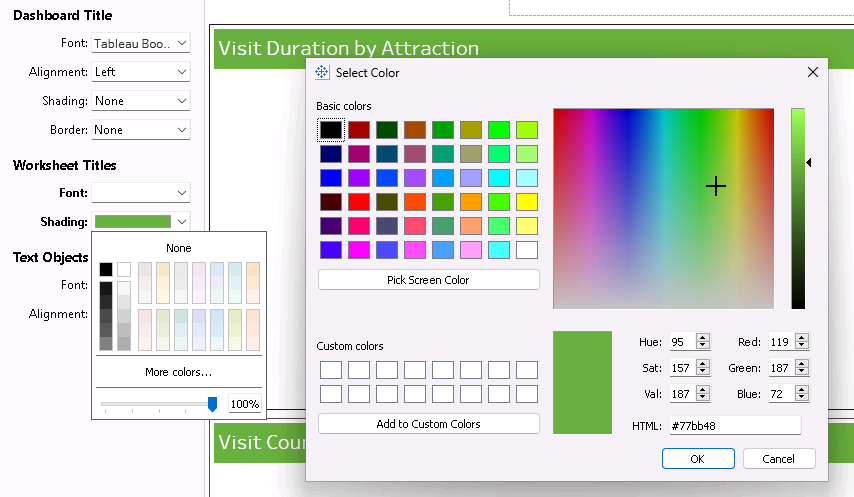 Dashboard Title
Font: Tableau Boo..
Alignment: Left
Shading: None
Border: None
Worksheet Titles
Font:
Shading:
None
Text Objects
Font:
Alignment:
More colors...
100%
Visit Duration by Attraction
Select Color
Basic colors
Pick Screen Color
Custom colors
Add to Custom Colors
Hue: 95 Red: 119
Sat: 157 Green: 187
Val: 187 Blue: 72
HTML: #77bb48
OK Cancel
Visit Cour